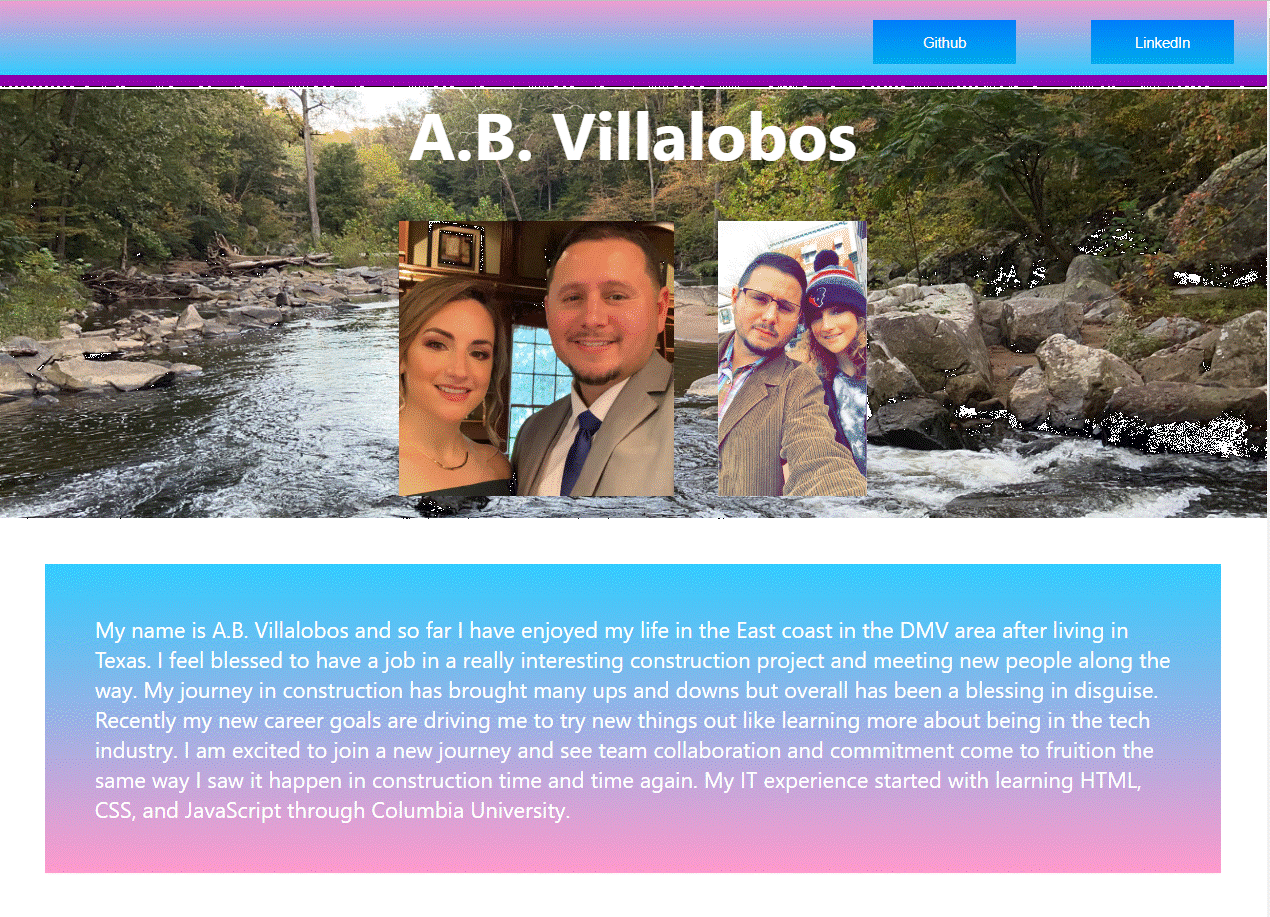 Github
LinkedIn
A.B. Villalobos
My name is A.B. Villalobos and so far I have enjoyed my life in the East coast in the DMV area after living in
Texas. I feel blessed to have a job in a really interesting construction project and meeting new people along the
way. My journey in construction has brought many ups and downs but overall has been a blessing in disguise.
Recently my new career goals are driving me to try new things out like learning more about being in the tech
industry. I am excited to join a new journey and see team collaboration and commitment come to fruition the
same way I saw it happen in construction time and time again. My IT experience started with learning HTML,
CSS, and JavaScript through Columbia University.